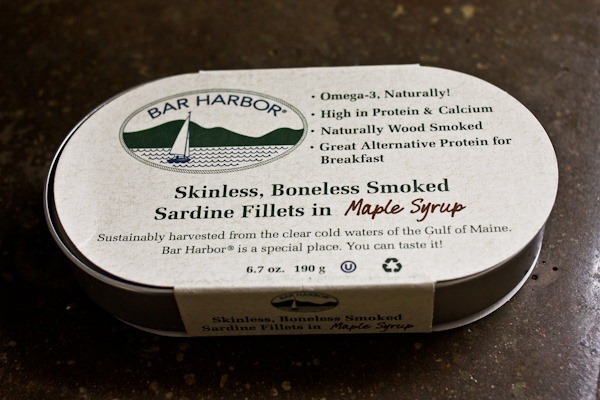 BAR HARBOR®
• Omega-3, Naturally!
• High in Protein & Calcium
• Naturally Wood Smoked
• Great Alternative Protein for
Breakfast
Skinless, Boneless Smoked
Sardine Fillets in Maple Syrup
Sustainably harvested from the clear cold waters of the Gulf of Maine.
Bar Harbor® is a special place. You can taste it!
6.7 oz. 190 g U
BAR HARBOR
Skinless, Boneless Smoked
Sardine Fillets in Maple Syrup